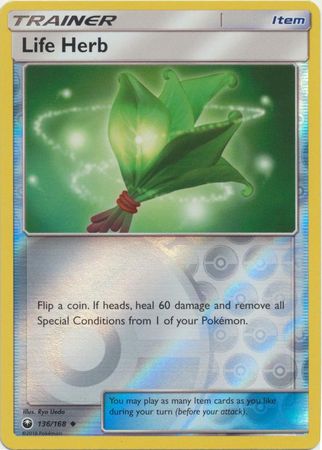 TRAINER Item
Life Herb
Flip a coin. If heads, heal 60 damage and remove all
Special Conditions from 1 of your Pokémon.
Illus. Ryo Ueda
136/168
©2018 Pokémon
You may play as many Item cards as you like
during your turn (before your attack).